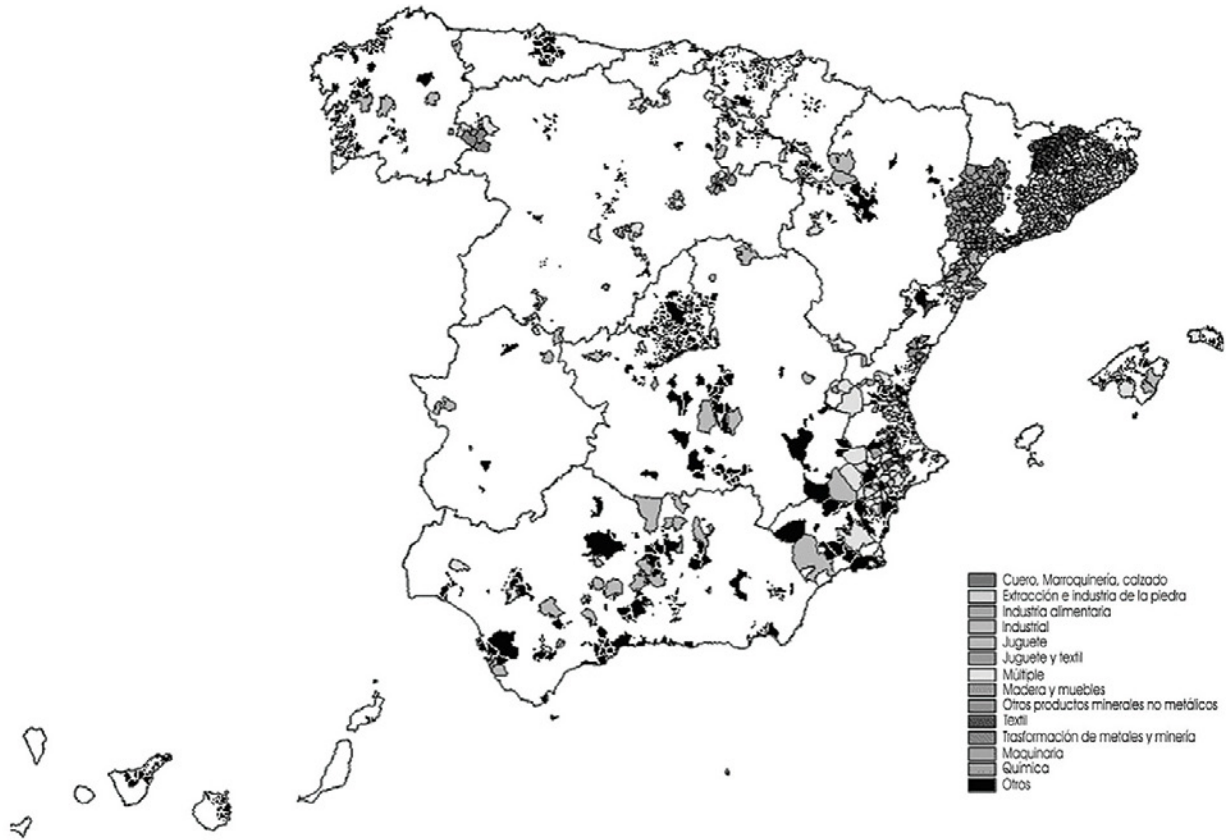 Cuero, Marroquinería, calzado
Extracción e industria de la piedra
Industria alimentaria
Industrial
Juguete
Juguete y textil
Múltiple
Madera y muebles
Otros productos minerales no metálicos
Textil
Trasformación de metales y minería
Maquinaria
Química
Otros